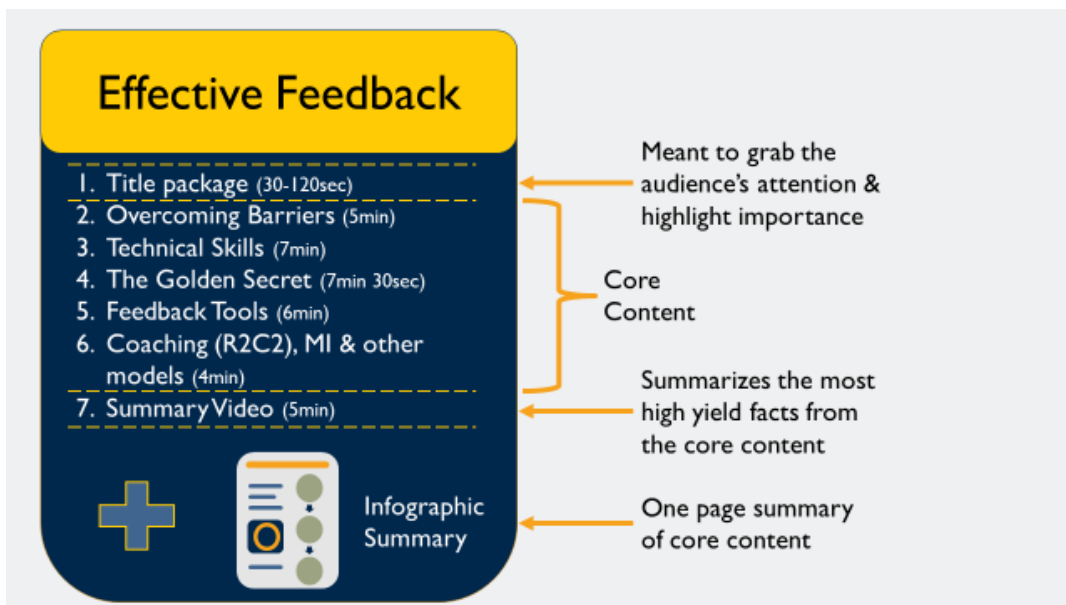 Effective Feedback
1. Title package (30-120sec)
2. Overcoming Barriers (5min)
3. Technical Skills (7min)
4. The Golden Secret (7min 30sec)
5. Feedback Tools (6min)
6. Coaching (R2C2), MI & other
models (4min)
7. Summary Video (5min)
Infographic
Summary
Meant to grab the
audience's attention &
highlight importance
Core
Content
Summarizes the most
high yield facts from
the core content
One page summary
of core content